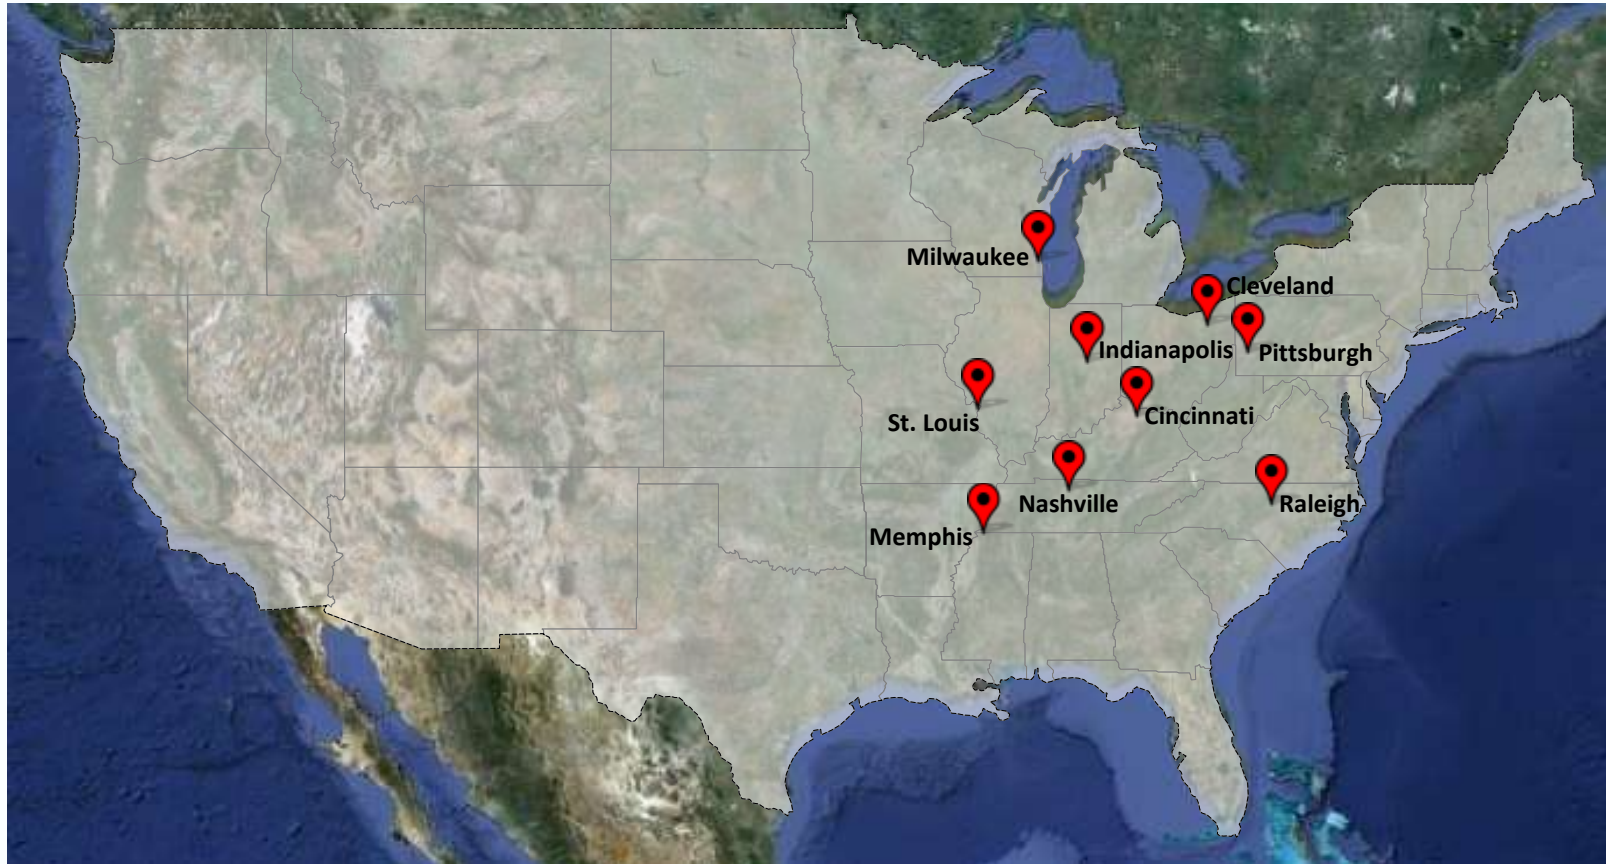 Milwaukee
Cleveland
Indianapolis
Pittsburgh
St. Louis
Cincinnati
Nashville
Raleigh
Memphis